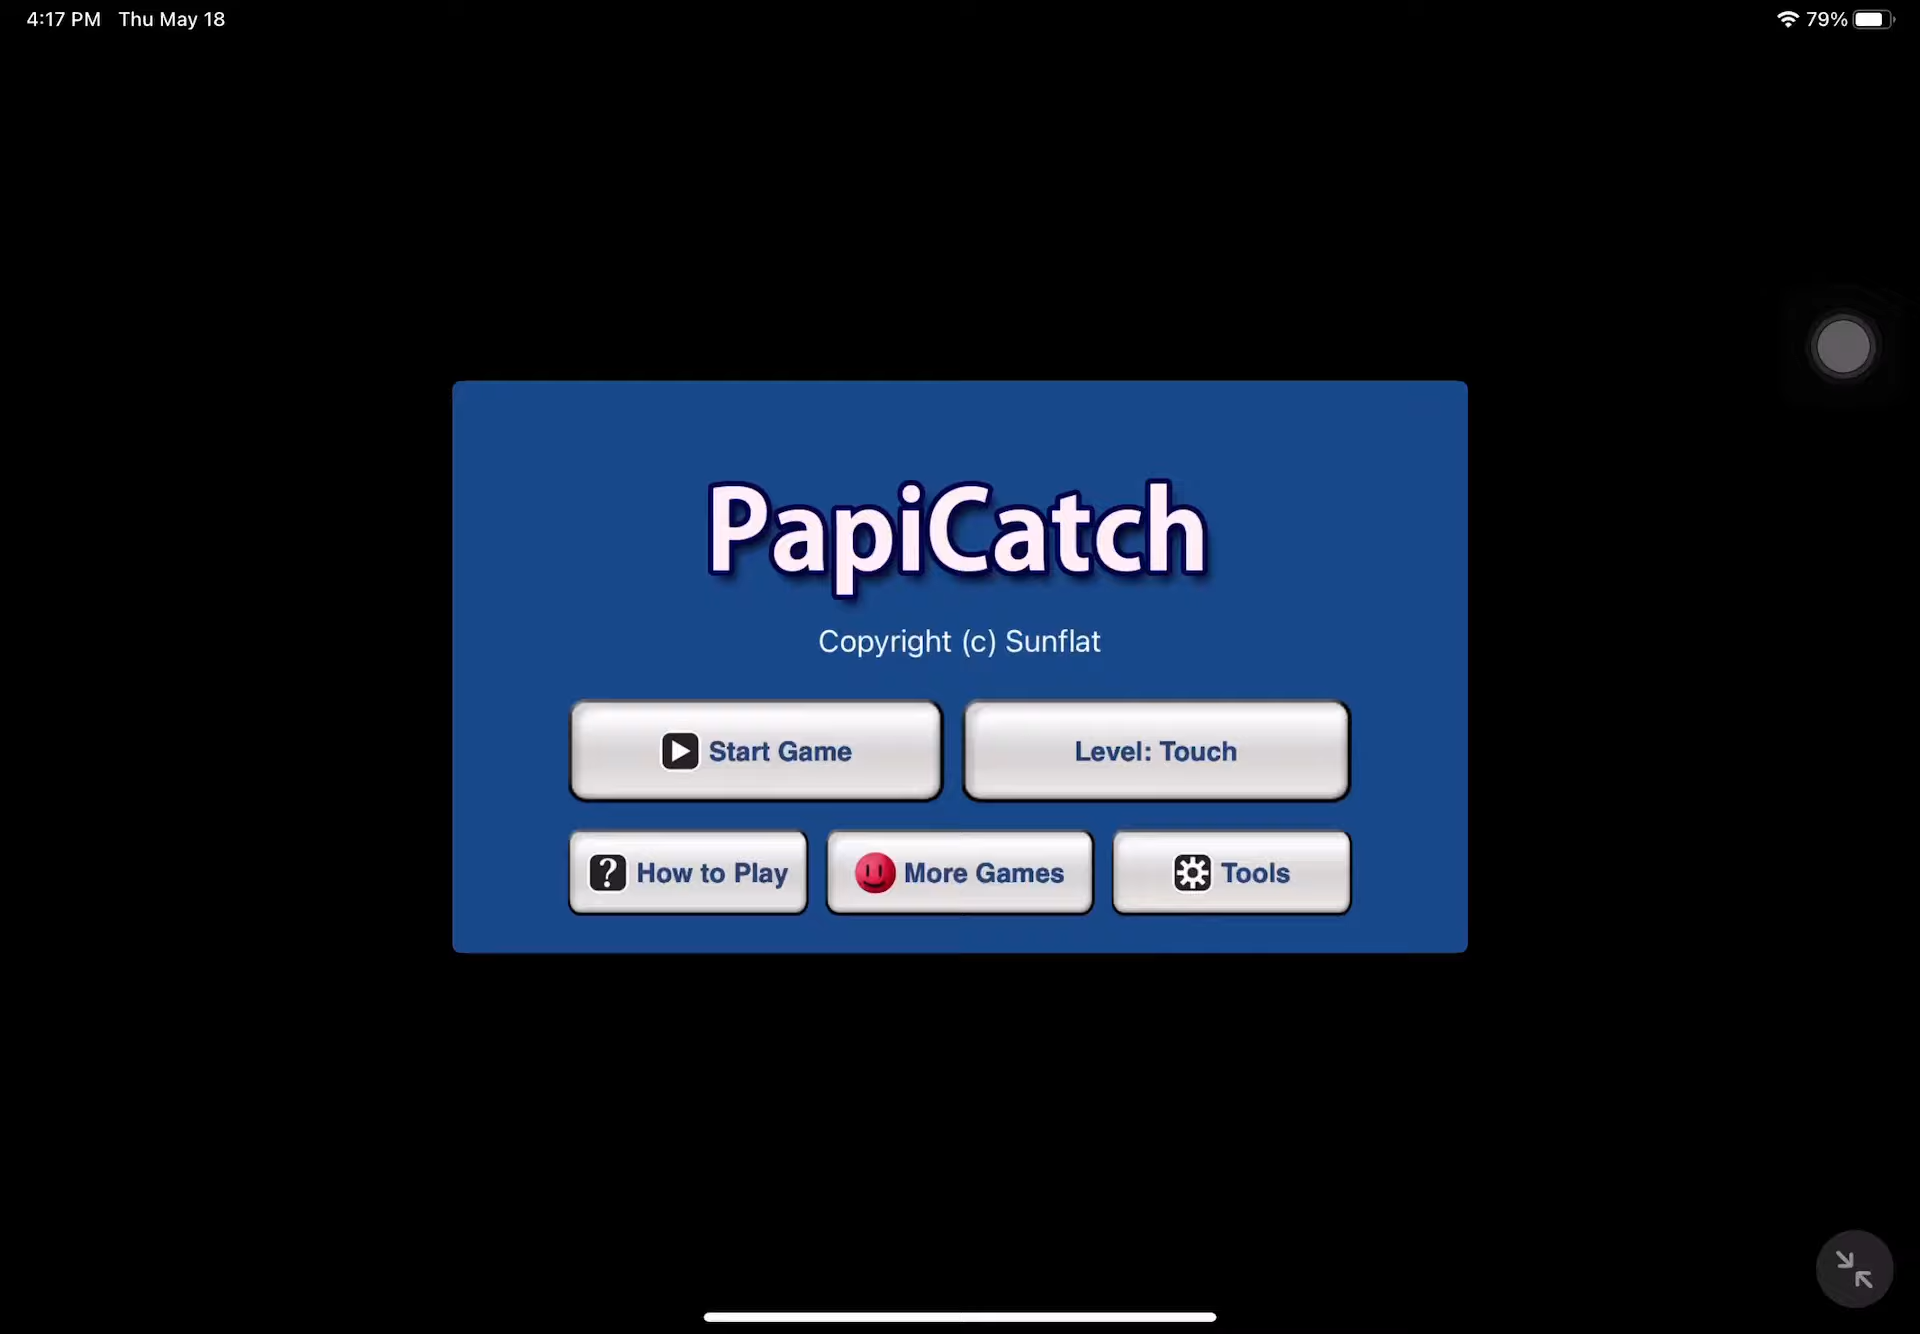 4:17 PM Thu May 18
79%
PapiCatch
Copyright (c) Sunflat
Start Game
Level: Touch
? How to Play
More Games
Tools